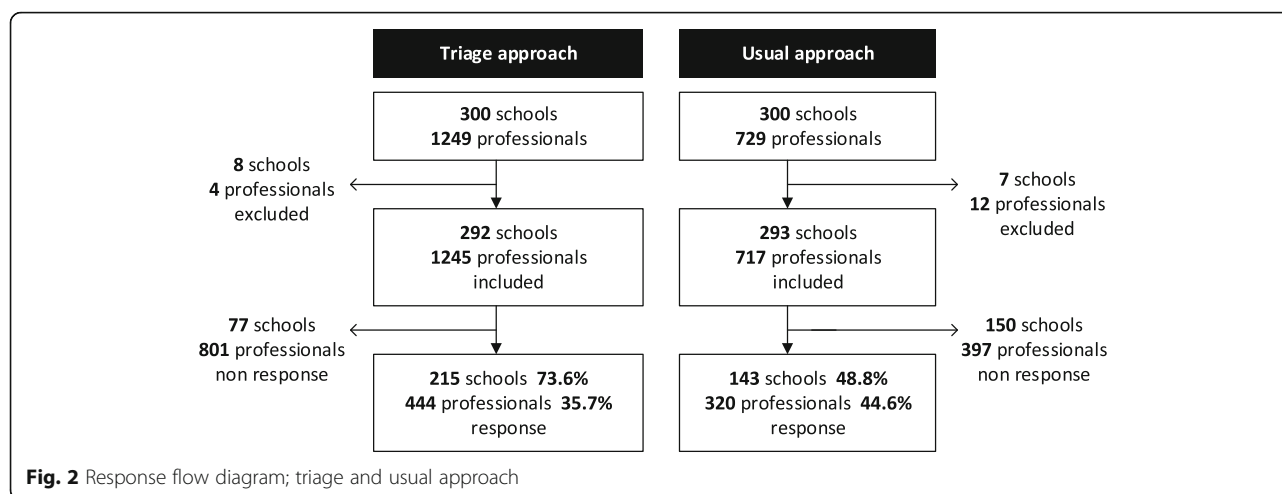 Triage approach
Usual approach
300 schools
1249 professionals
300 schools
729 professionals
8 schools
4 professionals
excluded
7 schools
12 professionals
excluded
292 schools
1245 professionals
included
293 schools
717 professionals
included
77 schools
801 professionals
non response
150 schools
397 professionals
non response
215 schools 73.6%
444 professionals 35.7%
response
143 schools 48.8%
320 professionals 44.6%
response
Fig. 2 Response flow diagram; triage and usual approach